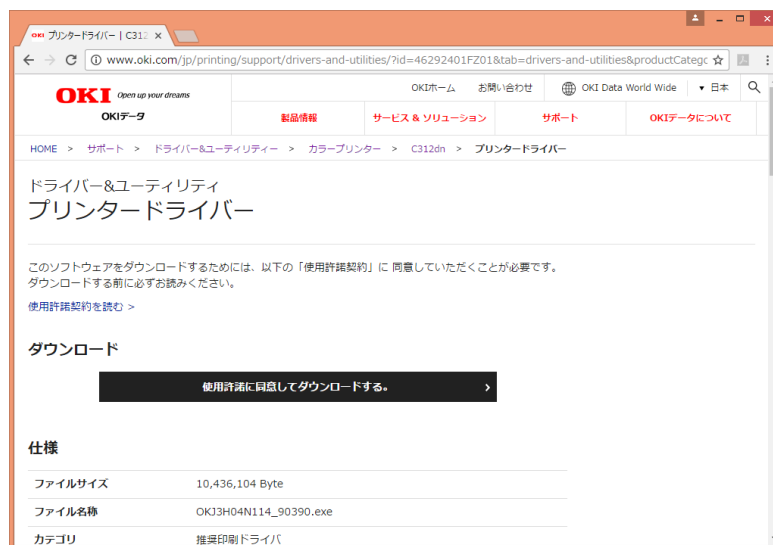 OKI プリンタードライバー | C312
www.oki.com/jp/printing/support/drivers-and-utilities/?id=46292401FZ01&tab=drivers-and-utilities&productCatego
OKI Open up your dreams
OKIデータ
OKIホーム お問い合わせ OKI Data World Wide ▼ 日本
製品情報 サービス & ソリューション サポート OKIデータについて
HOME > サポート > ドライバー&ユーティリティー > カラープリンター > C312dn > プリンタードライバー
ドライバー&ユーティリティ
プリンタードライバー
このソフトウェアをダウンロードするためには、以下の「使用許諾契約」に 同意していただくことが必要です。
ダウンロードする前に必ずお読みください。
使用許諾契約を読む >
ダウンロード
使用許諾に同意してダウンロードする。 >
仕様
ファイルサイズ 10,436,104 Byte
ファイル名称 OKJ3H04N114_90390.exe
カテゴリ 推奨印刷ドライバ